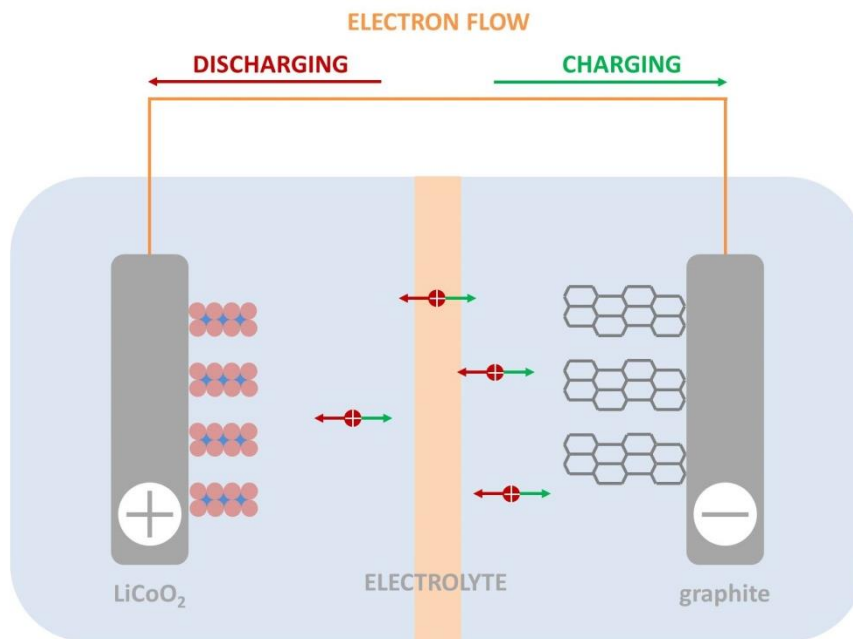 ELECTRON FLOW
DISCHARGING
CHARGING
LiCoO₂
ELECTROLYTE
graphite